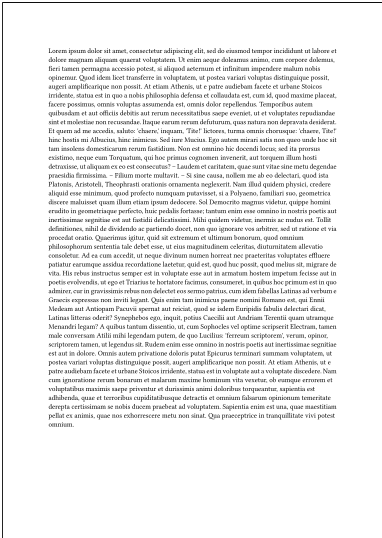 Lorem ipsum dolor sit amet, consectetur adipiscing elit, sed do eiusmod tempor incididunt ut labore et
dolore magnam aliquam quaerat voluptatem. Ut enim aeque doleamus animo, cum corpore dolemus,
fieri tamen permagna accessio potest, si aliquod aeternum et infinitum impendere malum nobis
opinemur. Quod idem licet transferre in voluptatem, ut postea variari voluptas distinguique possit,
augeri amplificarique non possit. At etiam Athenis, ut e patre audiebam facete et urbane Stoicos
irridente, statua est in quo a nobis philosophia defensa et collaudata est, cum id, quod maxime placeat,
facere possimus, omnis voluptas assumenda est, omnis dolor repellendus. Temporibus autem
quibusdam et aut officiis debitis aut rerum necessitatibus saepe eveniet, ut et voluptates repudiandae
sint et molestiae non recusandae. Itaque earum rerum defuturum, quas natura non depravata desiderat.
Et quem ad me accedis, saluto: 'chaere', inquam, 'Tite!' lictores, turma omnis chorusque: 'chaere, Tite!'
hinc hostis mi Albucius, hinc inimicus. Sed iure Mucius. Ego autem mirari satis non queo unde hoc sit
tam insolens domesticarum rerum fastidium. Non est omnino hic docendi locus; sed ita prorsus
existimo, neque eum Torquatum, qui hoc primus cognomen invenerit, aut torquem illum hosti
detraxisse, ut aliquam ex eo est consecutus? – Laudem et caritatem, quae sunt vitae sine metu degendae
praesidia firmissima. – Filium morte multavit. – Si sine causa, nollem me ab eo delectari, quod ista
Platonis, Aristoteli, Theophrasti orationis ornamenta neglexerit. Nam illud quidem physici, credere
aliquid esse minimum, quod profecto numquam putavisset, si a Polyaeno, familiari suo, geometrica
discere maluisset quam illum etiam ipsum dedocere. Sol Democrito magnus videtur, quippe homini
erudito in geometriaque perfecto, huic pedalis fortasse; tantum enim esse omnino in nostris poetis aut
inertissimae segnitiae est aut fastidii delicatissimi. Mihi quidem videtur, inermis ac nudus est. Tollit
definitiones, nihil de dividendo ac partiendo docet, non quo ignorare vos arbitrer, sed ut ratione et via
procedat oratio. Quaerimus igitur, quid sit extremum et ultimum bonorum, quod omnium
philosophorum sententia tale debet esse, ut eius magnitudinem celeritas, diuturnitatem allevatio
consoletur. Ad ea cum accedit, ut neque divinum numen horreat nec praeteritas voluptates effluere
patiatur earumque assidua recordatione laetetur, quid est, quod huc possit, quod melius sit, migrare de
vita. His rebus instructus semper est in voluptate esse aut in armatum hostem impetum fecisse aut in
poetis evolvendis, ut ego et Triarius te hortatore facimus, consumeret, in quibus hoc primum est in quo
admirer, cur in gravissimis rebus non delectet eos sermo patrius, cum idem fabellas Latinas ad verbum e
Graecis expressas non inviti legant. Quis enim tam inimicus paene nomini Romano est, qui Ennii
Medeam aut Antiopam Pacuvii spernat aut reiciat, quod se isdem Euripidis fabulis delectari dicat,
Latinas litteras oderit? Synephebos ego, inquit, potius Caecilii aut Andriam Terentii quam utramque
Menandri legam? A quibus tantum dissentio, ut, cum Sophocles vel optime scripserit Electram, tamen
male conversam Atilii mihi legendam putem, de quo Lucilius: 'ferreum scriptorem', verum, opinor,
scriptorem tamen, ut legendus sit. Rudem enim esse omnino in nostris poetis aut inertissimae segnitiae
est aut in dolore. Omnis autem privatione doloris putat Epicurus terminari summam voluptatem, ut
postea variari voluptas distinguique possit, augeri amplificarique non possit. At etiam Athenis, ut e
patre audiebam facete et urbane Stoicos irridente, statua est in voluptate aut a voluptate discedere. Nam
cum ignoratione rerum bonarum et malarum maxime hominum vita vexetur, ob eumque errorem et
voluptatibus maximis saepe priventur et durissimis animi doloribus torqueantur, sapientia est
adhibenda, quae et terroribus cupiditatibusque detractis et omnium falsarum opinionum temeritate
derepta certissimam se nobis ducem praebeat ad voluptatem. Sapientia enim est una, quae maestitiam
pellat ex animis, quae nos exhorrescere metu non sinat. Qua praeceptrice in tranquillitate vivi potest
omnium.